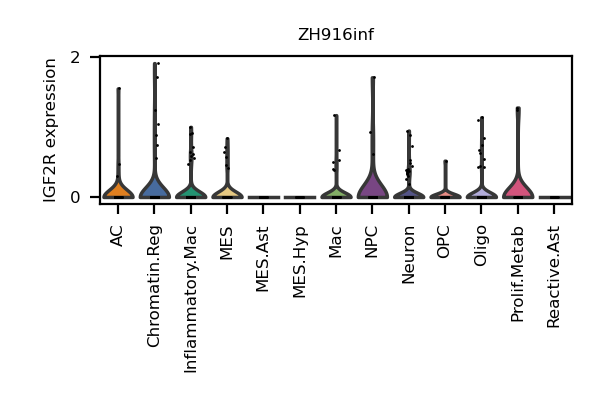 ZH916inf
IGF2R expression
2
0
AC
Chromatin.Reg
Inflammatory.Mac
MES
MES.Ast
MES.Hyp
Mac
NPC
Neuron
OPC
Oligo
Prolif.Metab
Reactive.Ast